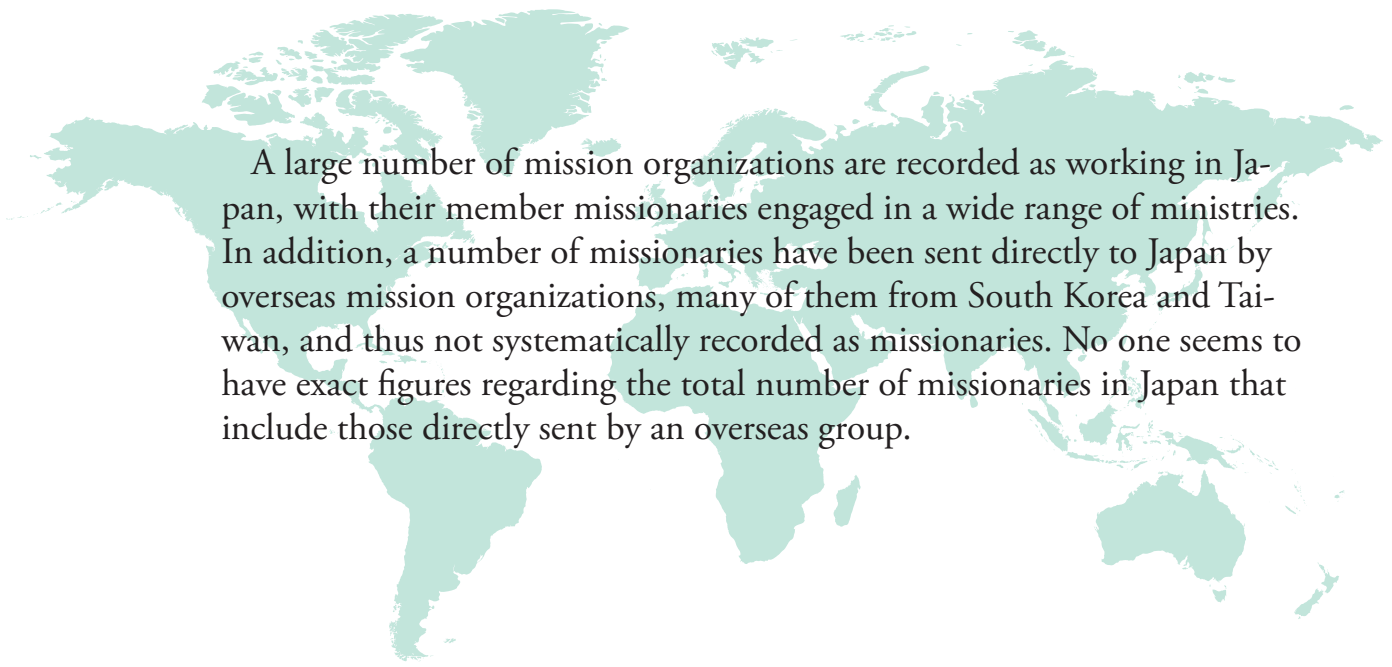 A large number of mission organizations are recorded as working in Ja-
pan, with their member missionaries engaged in a wide range of ministries.
In addition, a number of missionaries have been sent directly to Japan by
overseas mission organizations, many of them from South Korea and Tai-
wan, and thus not systematically recorded as missionaries. No one seems to
have exact figures regarding the total number of missionaries in Japan that
include those directly sent by an overseas group.